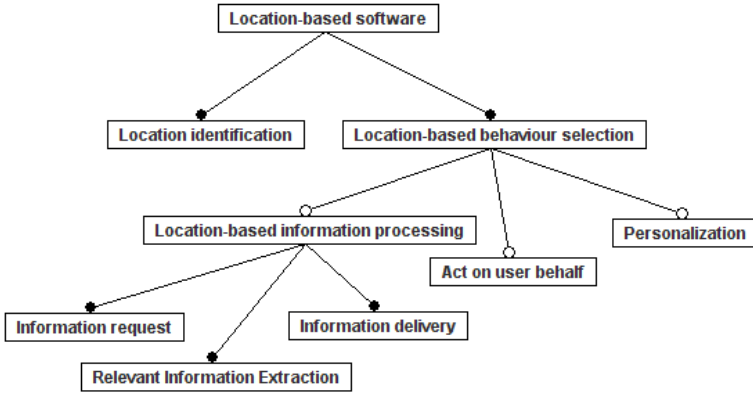 Location-based software
Location identification
Location-based behaviour selection
Location-based information processing
Personalization
Act on user behalf
Information request
Information delivery
Relevant Information Extraction